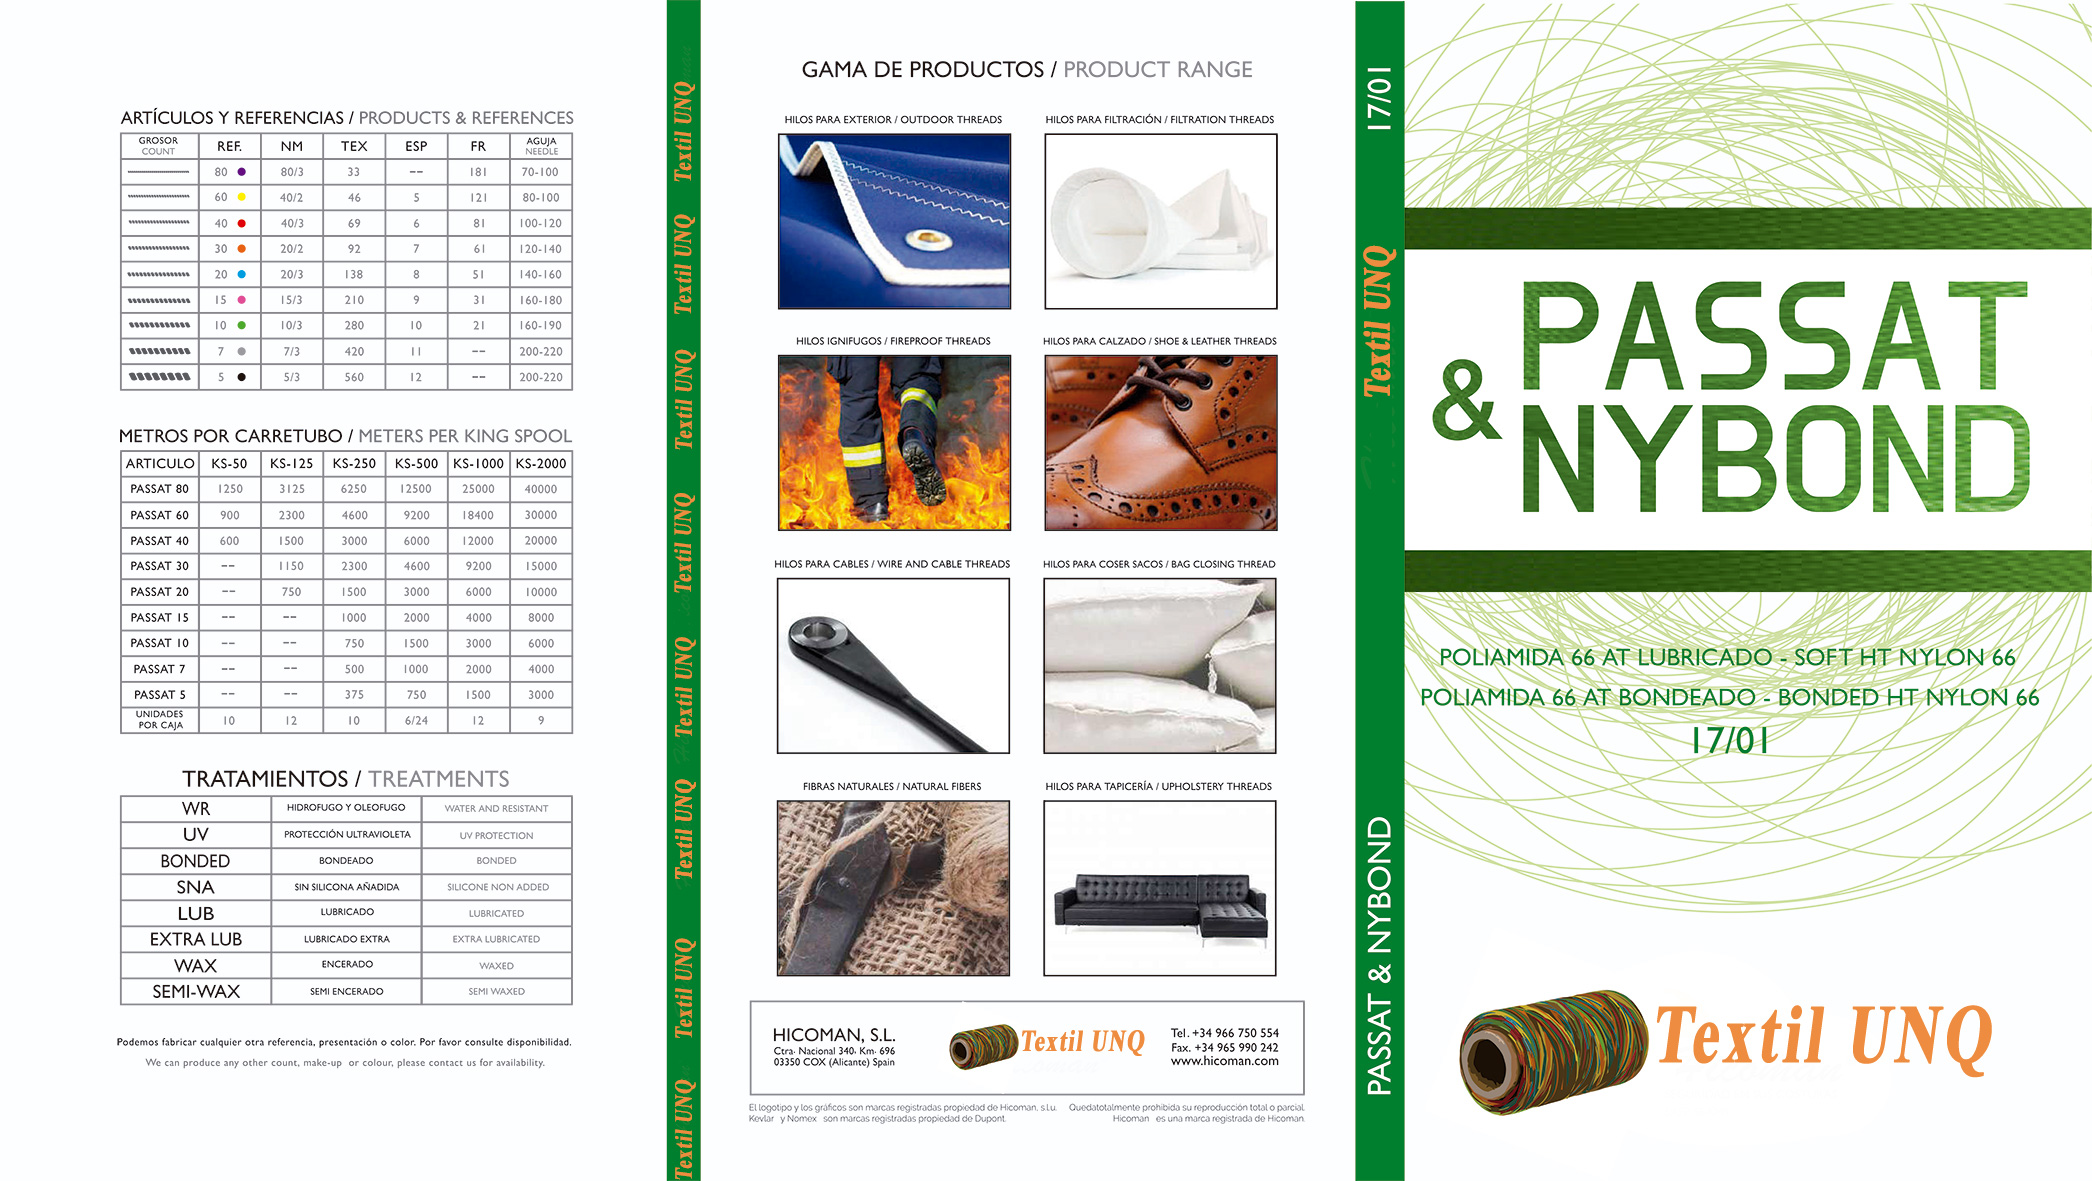 ARTÍCULOS Y REFERENCIAS / PRODUCTS & REFERENCES
GROSOR COUNT REF. NM TEX ESP FR AGUJA NEEDLE
80 80/3 33 -- 181 70-100
60 40/2 46 5 121 80-100
40 40/3 69 6 81 100-120
30 20/2 92 7 61 120-140
20 20/3 138 8 51 140-160
15 15/3 210 9 31 160-180
10 10/3 280 10 21 160-190
7 7/3 420 11 -- 200-220
5 5/3 560 12 -- 200-220
METROS POR CARRETUBO / METERS PER KING SPOOL
ARTICULO KS-50 KS-125 KS-250 KS-500 KS-1000 KS-2000
PASSAT 80 1250 3125 6250 12500 25000 40000
PASSAT 60 900 2300 4600 9200 18400 30000
PASSAT 40 600 1500 3000 6000 12000 20000
PASSAT 30 -- 1150 2300 4600 9200 15000
PASSAT 20 -- 750 1500 3000 6000 10000
PASSAT 15 -- -- 1000 2000 4000 8000
PASSAT 10 -- -- 750 1500 3000 6000
PASSAT 7 -- -- 500 1000 2000 4000
PASSAT 5 -- -- 375 750 1500 3000
UNIDADES POR CAJA 10 12 10 6/24 12 9
TRATAMIENTOS / TREATMENTS
WR HIDROFUGO Y OLEOFUGO WATER AND RESISTANT
UV PROTECCIÓN ULTRAVIOLETA UV PROTECTION
BONDED BONDEADO BONDED
SNA SIN SILICONA AÑADIDA SILICONE NON ADDED
LUB LUBRICADO LUBRICATED
EXTRA LUB LUBRICADO EXTRA EXTRA LUBRICATED
WAX ENCERADO WAXED
SEMI-WAX SEMI ENCERADO SEMI WAXED
Podemos fabricar cualquier otra referencia, presentación o color. Por favor consulte disponibilidad.
We can produce any other count, make-up or colour, please contact us for availability.
Textil UNQ
Textil UNQ
Textil UNQ
Textil UNQ
Textil UNQ
Textil UNQ
Textil UNQ
Textil UNQ
GAMA DE PRODUCTOS / PRODUCT RANGE
HILOS PARA EXTERIOR / OUTDOOR THREADS
HILOS PARA FILTRACIÓN / FILTRATION THREADS
HILOS IGNIFUGOS / FIREPROOF THREADS
HILOS PARA CALZADO / SHOE & LEATHER THREADS
HILOS PARA CABLES / WIRE AND CABLE THREADS
HILOS PARA COSER SACOS / BAG CLOSING THREAD
FIBRAS NATURALES / NATURAL FIBERS
HILOS PARA TAPICERÍA / UPHOLSTERY THREADS
HICOMAN, S.L.
Ctra. Nacional 340. Km. 696
03350 COX (Alicante) Spain
Textil UNQ
Tel. +34 966 750 554
Fax. +34 965 990 242
www.hicoman.com
El logotipo y los gráficos son marcas registradas propiedad de Hicoman, s.l.u.
Kevlar y Nomex son marcas registradas propiedad de Dupont.
Quedatotalmente prohibida su reproducción total o parcial.
Hicoman es una marca registrada de Hicoman.
17/01
Textil UNQ
PASSAT & NYBOND
PASSAT
& NYBOND
POLIAMIDA 66 AT LUBRICADO - SOFT HT NYLON 66
POLIAMIDA 66 AT BONDEADO - BONDED HT NYLON 66
17/01
Textil UNQ